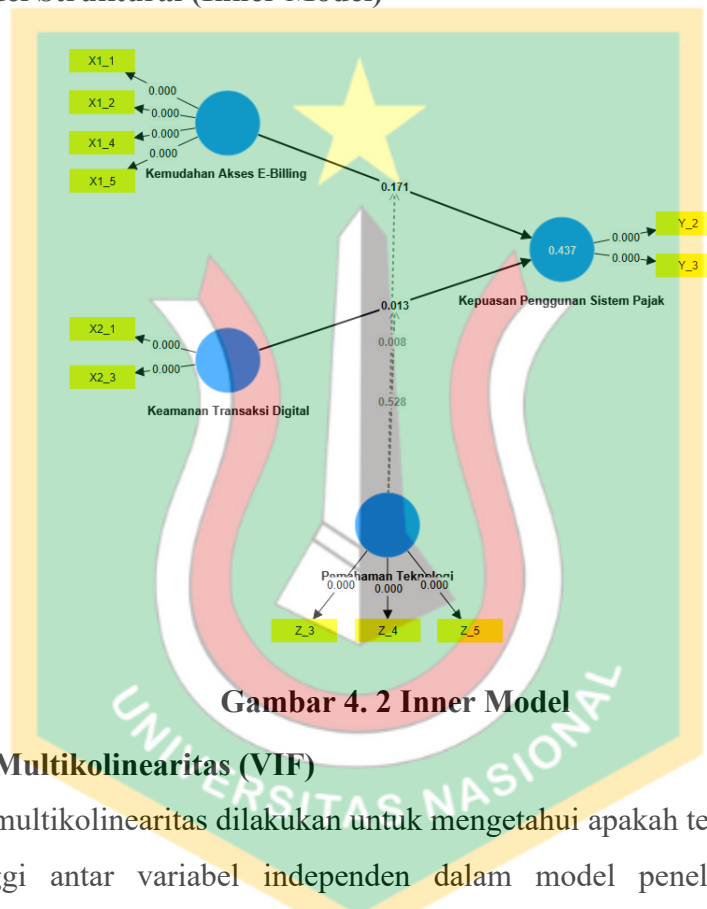 (Inner Model)
X1_1
0.000
X1_2
0.000
X1_4
0.000
X1_5
0.000
Kemudahan Akses E-Billing
0.171
0.437
0.000
Y_2
0.000
Y_3
Kepuasan Penggunan Sistem Pajak
0.013
X2_1
0.000
X2_3
0.000
Keamanan Transaksi Digital
0.008
0.528
Pemahaman Teknologi
0.000
0.000
0.000
Z_3
Z_4
Z_5
Gambar 4. 2 Inner Model
Multikolinearitas (VIF)
multikolinearitas dilakukan untuk mengetahui apakah
antar variabel independen dalam model
UNIVERSITAS NASIONAL